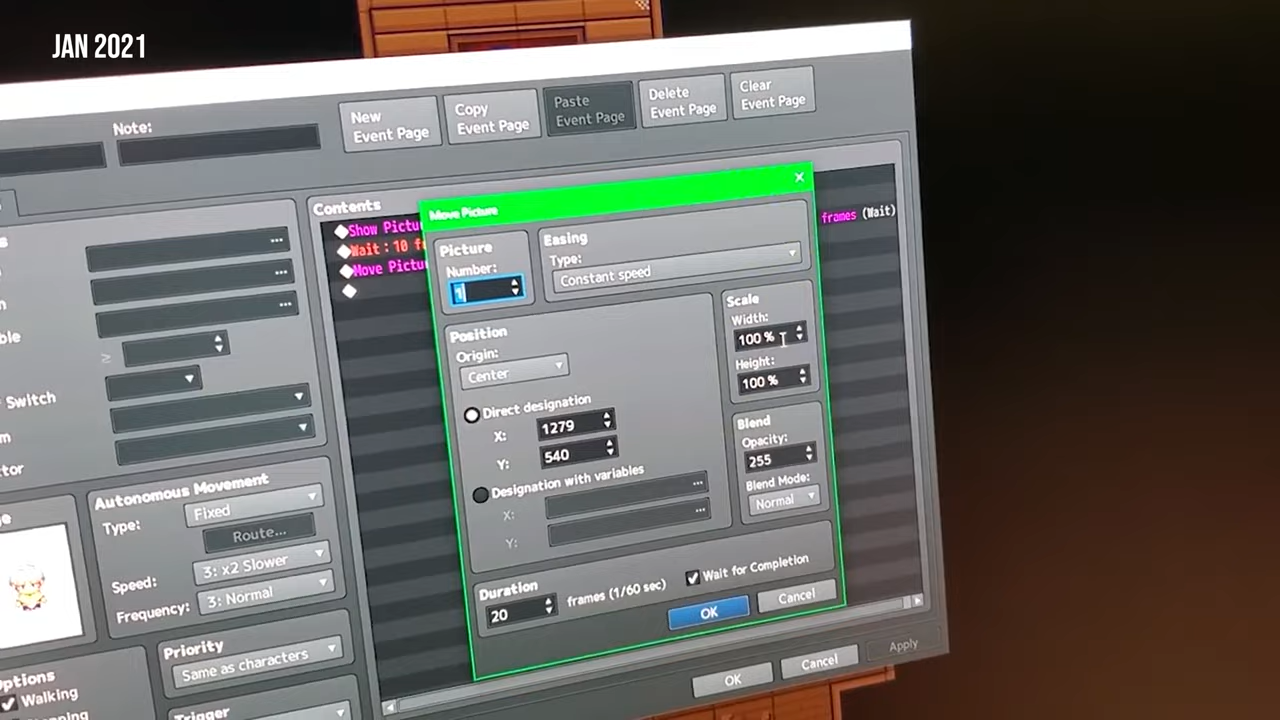 JAN 2021
Note:
New
Event Page
Copy
Event Page
Paste
Event Page
Delete
Event Page
Clear
Event Page
Contents
◆Show Pictu
◆Wait : 10 f
◆Move Pictu
◆
frames (Wait)
Move Picture
Picture
Number:
1
Easing
Type:
Constant speed
Position
Origin:
Center
Direct designation
X: 1279
Y: 540
Designation with variables
X: ...
Y: ...
Scale
Width:
100 %
Height:
100 %
Blend
Opacity:
255
Blend Mode:
Normal
Duration
20 frames (1/60 sec)
Wait for Completion
OK
Cancel
...
...
...
≥
Switch
Autonomous Movement
Type: Fixed
Route...
Speed: 3: x2 Slower
Frequency: 3: Normal
Priority
Same as characters
ptions
Walking
Trigger
OK
Cancel
Apply